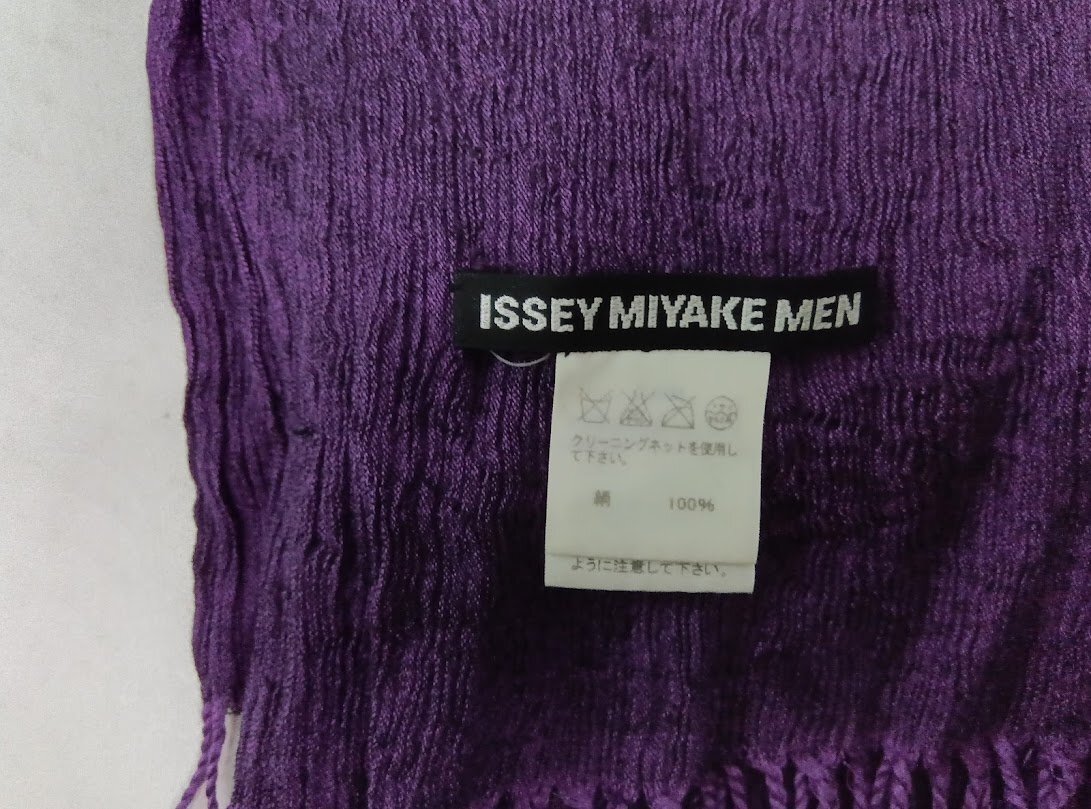 ISSEY MIYAKE MEN
クリーニングネットを使用し
て下さい。
絹 100%
ように注意して下さい。